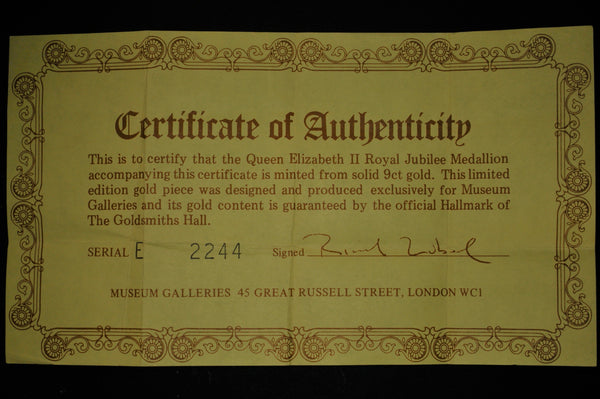 Certificate of Authenticity
This is to certify that the Queen Elizabeth II Royal Jubilee Medallion
accompanying this certificate is minted from solid 9ct gold. This limited
edition gold piece was designed and produced exclusively for Museum
Galleries and its gold content is guaranteed by the official Hallmark of
The Goldsmiths Hall.
SERIAL E 2244 Signed
MUSEUM GALLERIES 45 GREAT RUSSELL STREET, LONDON WC1